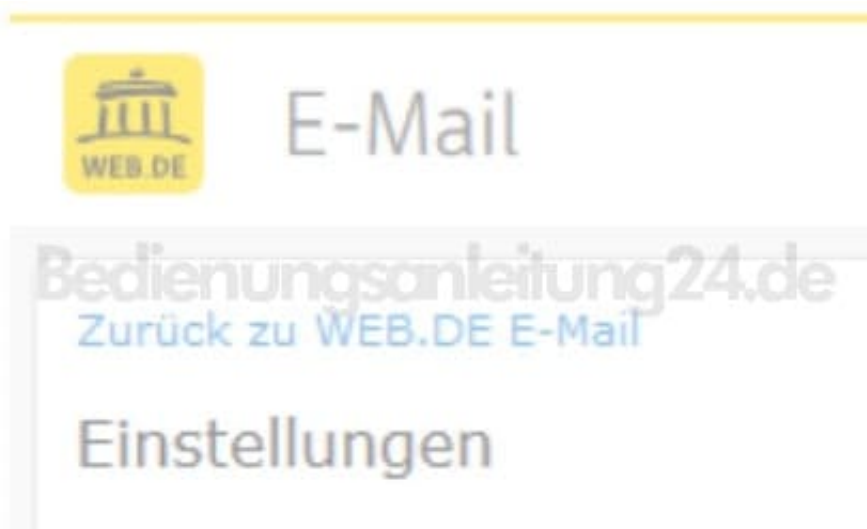 WEB.DE
E-Mail
Bedienungsanleitung24.de
Zurück zu WEB.DE E-Mail
Einstellungen